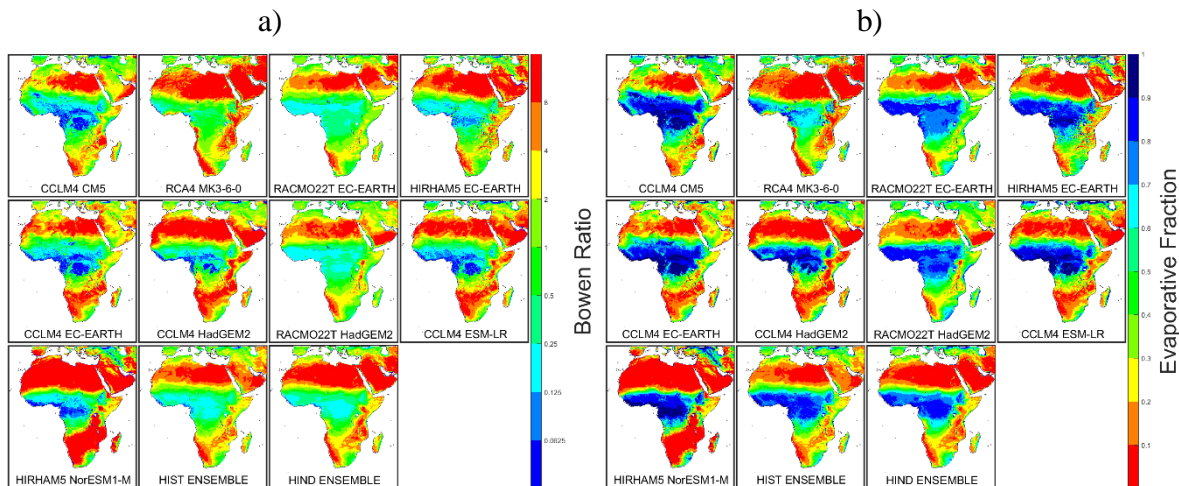 a)
CCLM4 CM5
RCA4 MK3-6-0
RACMO22T EC-EARTH
HIRHAM5 EC-EARTH
CCLM4 EC-EARTH
CCLM4 HadGEM2
RACMO22T HadGEM2
CCLM4 ESM-LR
HIRHAM5 NorESM1-M
HIST ENSEMBLE
HIND ENSEMBLE
8
4
2
1
0.5
0.25
0.125
0.0625
Bowen Ratio
b)
CCLM4 CM5
RCA4 MK3-6-0
RACMO22T EC-EARTH
HIRHAM5 EC-EARTH
CCLM4 EC-EARTH
CCLM4 HadGEM2
RACMO22T HadGEM2
CCLM4 ESM-LR
HIRHAM5 NorESM1-M
HIST ENSEMBLE
HIND ENSEMBLE
Evaporative Fraction
1
0.9
0.8
0.7
0.6
0.5
0.4
0.3
0.2
0.1